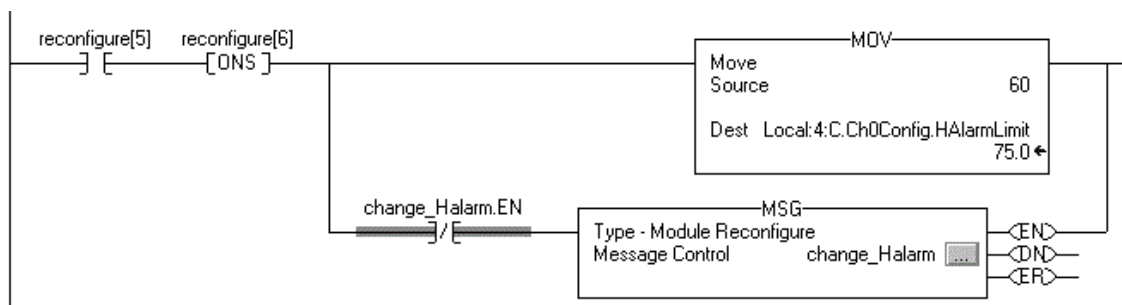 reconfigure[5] reconfigure[6]
ONS
MOV
Move
Source 60
Dest Local:4:C.Ch0Config.HAlarmLimit
75.0
change_Halarm.EN
MSG
Type - Module Reconfigure
Message Control change_Halarm ...
EN
DN
ER